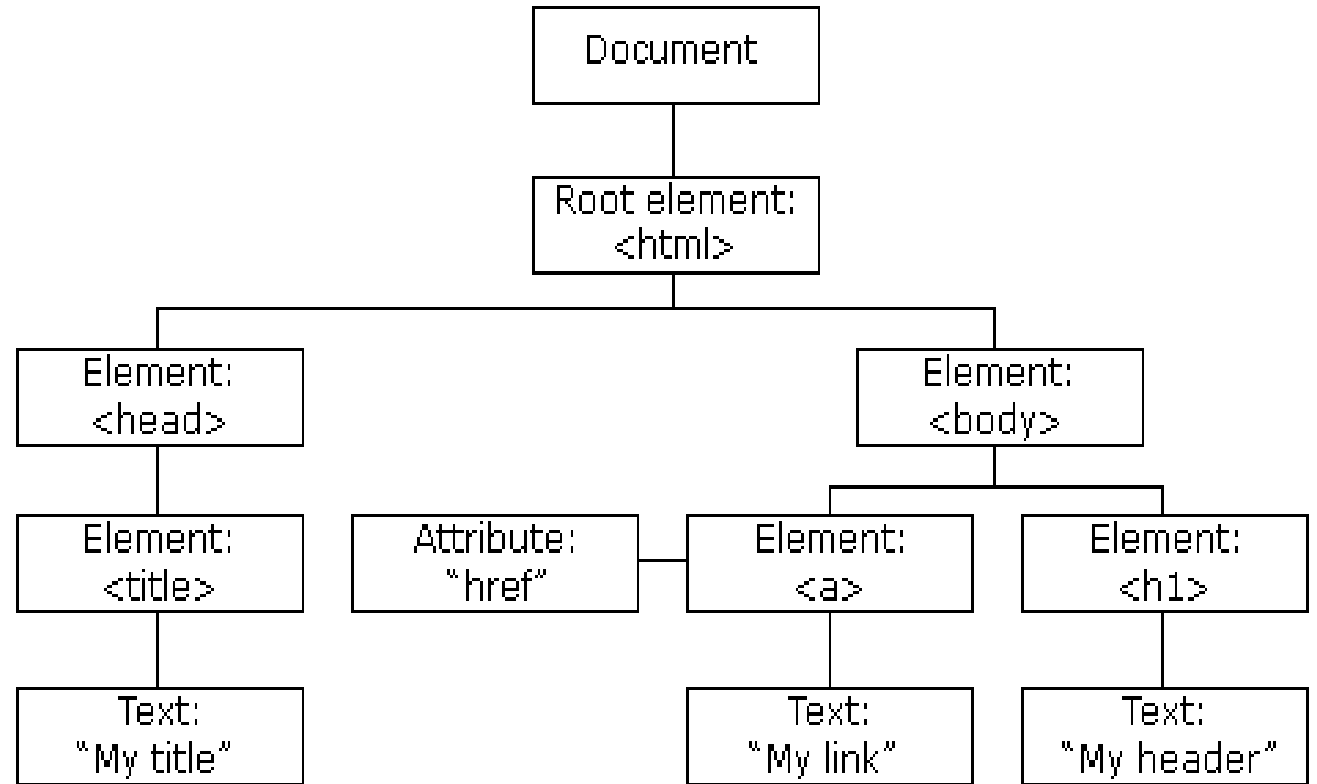 Document
Root element:
<html>
Element:
<head>
Element:
<body>
Element:
<title>
Attribute:
“href”
Element:
<a>
Element:
<h1>
Text:
“My title”
Text:
“My link”
Text:
“My header”